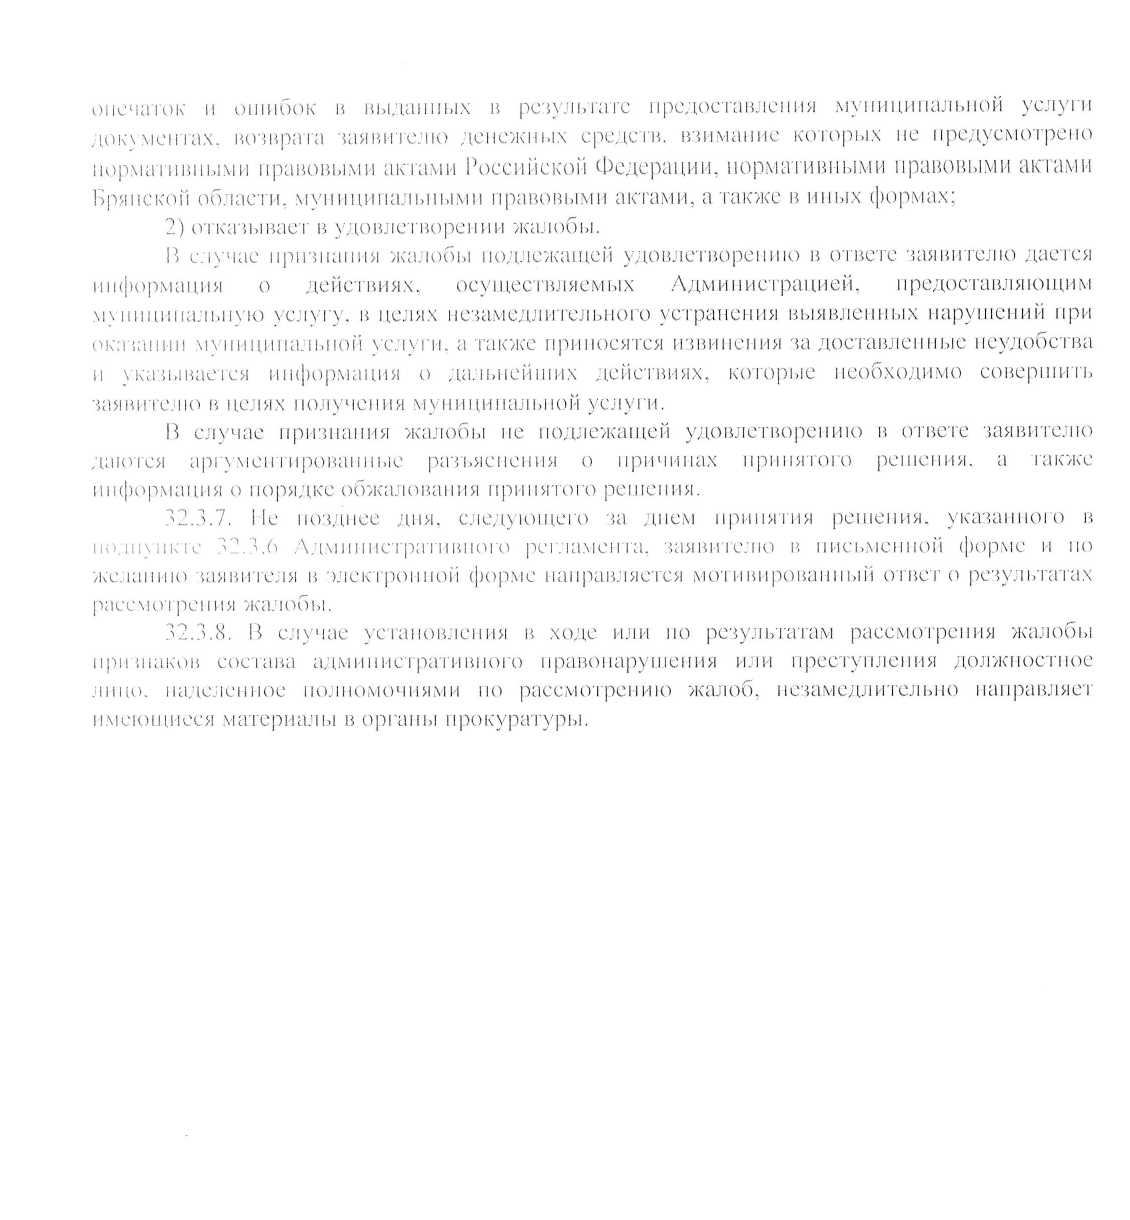 опечаток и ошибок в выданных в результате предоставления муниципальной услуги
документах, возврата заявителю денежных средств, взимание которых не предусмотрено
нормативными правовыми актами Российской Федерации, нормативными правовыми актами
Брянской области, муниципальными правовыми актами, а также в иных формах;
2) отказывает в удовлетворении жалобы.
В случае признания жалобы подлежащей удовлетворению в ответе заявителю дается
информация о действиях, осуществляемых Администрацией, предоставляющим
муниципальную услугу, в целях незамедлительного устранения выявленных нарушений при
оказании муниципальной услуги, а также приносятся извинения за доставленные неудобства
и указывается информация о дальнейших действиях, которые необходимо совершить
заявителю в целях получения муниципальной услуги.
В случае признания жалобы не подлежащей удовлетворению в ответе заявителю
даются аргументированные разъяснения о причинах принятого решения, а также
информация о порядке обжалования принятого решения.
32.3.7. Не позднее дня, следующего за днем принятия решения, указанного в
подпункте 32.3.6 Административного регламента, заявителю в письменной форме и по
желанию заявителя в электронной форме направляется мотивированный ответ о результатах
рассмотрения жалобы.
32.3.8. В случае установления в ходе или по результатам рассмотрения жалобы
признаков состава административного правонарушения или преступления должностное
лицо, наделенное полномочиями по рассмотрению жалоб, незамедлительно направляет
имеющиеся материалы в органы прокуратуры.